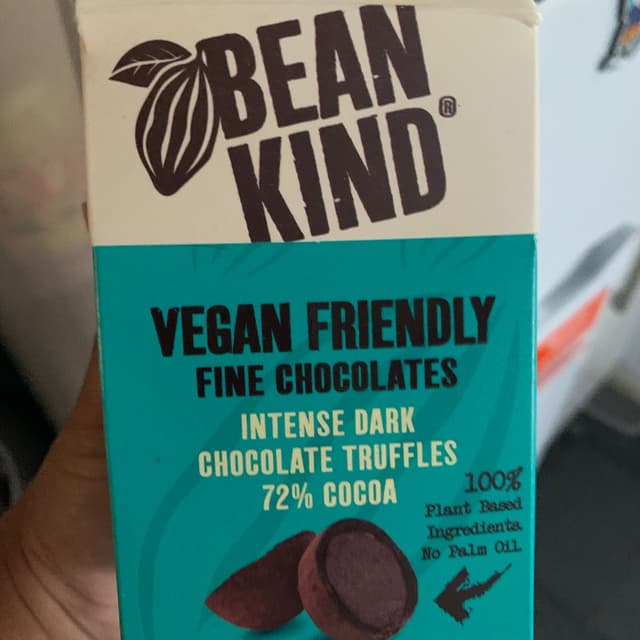 BEAN
KIND®
VEGAN FRIENDLY
FINE CHOCOLATES
INTENSE DARK
CHOCOLATE TRUFFLES
72% COCOA
100%
Plant Based
Ingredients
No Palm Oil